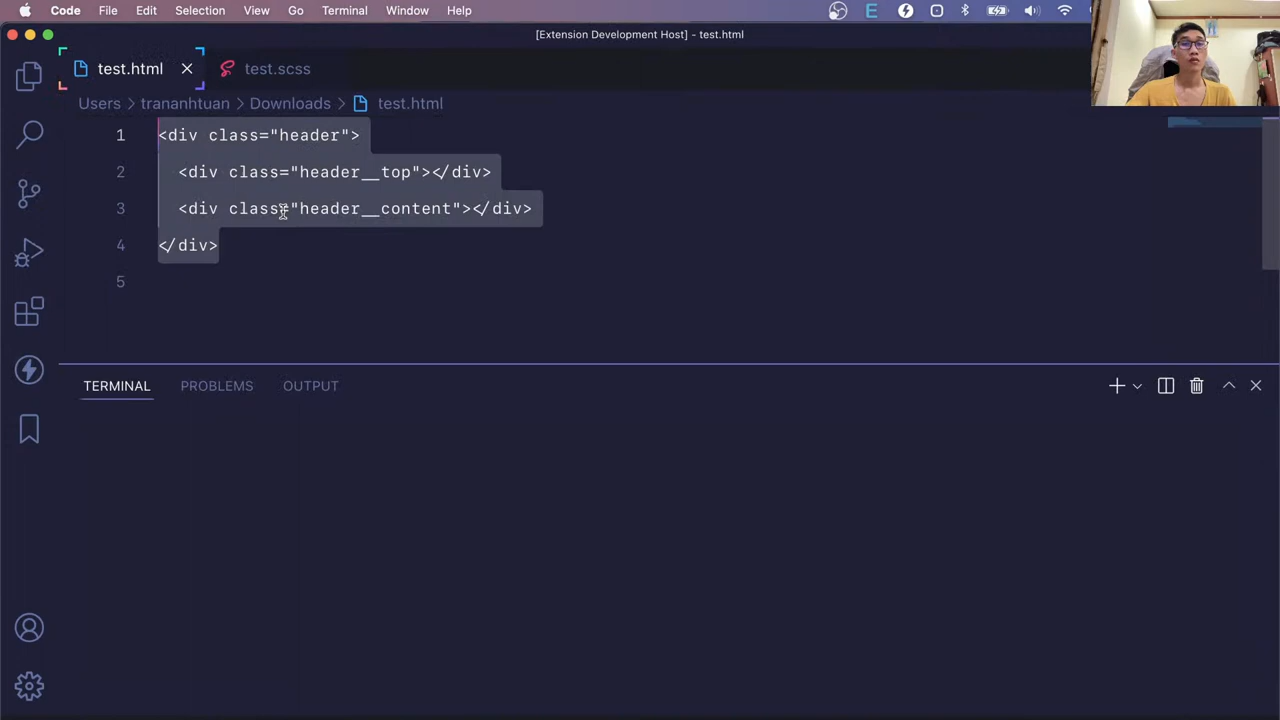 Code File Edit Selection View Go Terminal Window Help
[Extension Development Host] - test.html
test.html test.scss
Users > trananhtuan > Downloads > test.html
1 <div class="header">
2 <div class="header__top"></div>
3 <div class="header__content"></div>
4 </div>
5
TERMINAL PROBLEMS OUTPUT